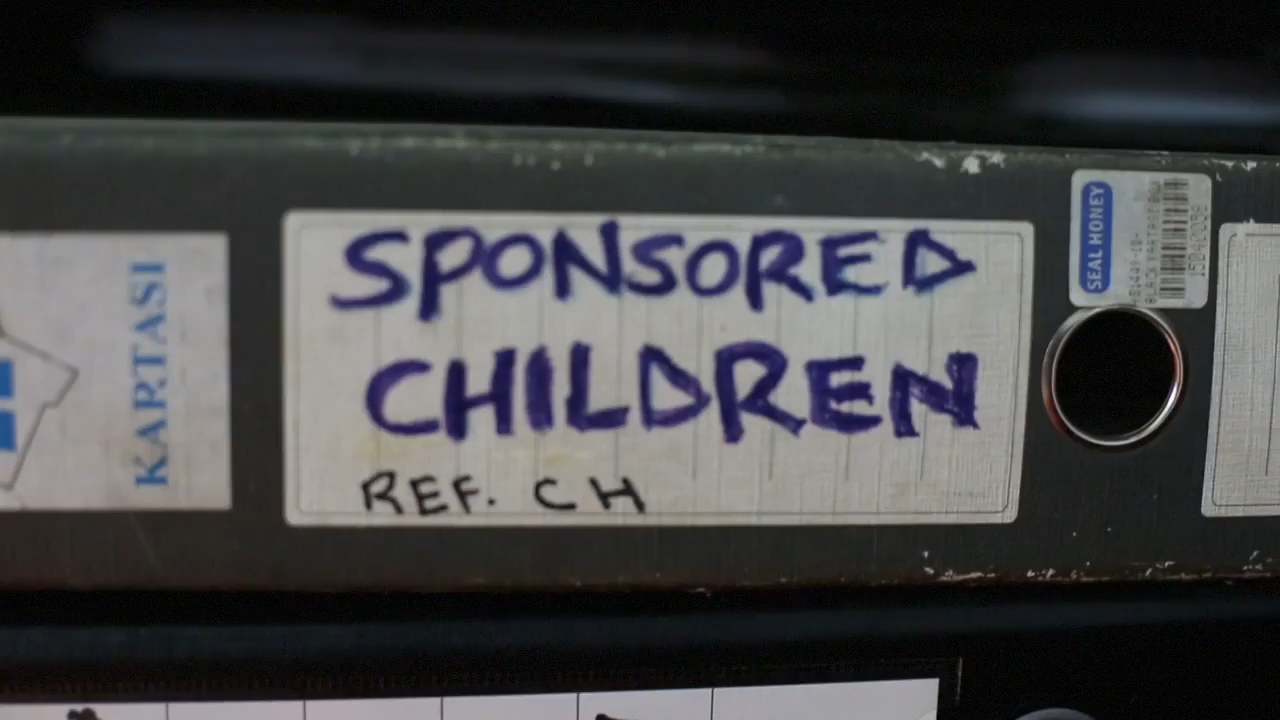 KARTASI
SPONSORED
CHILDREN
REF. CH
SEAL HONEY